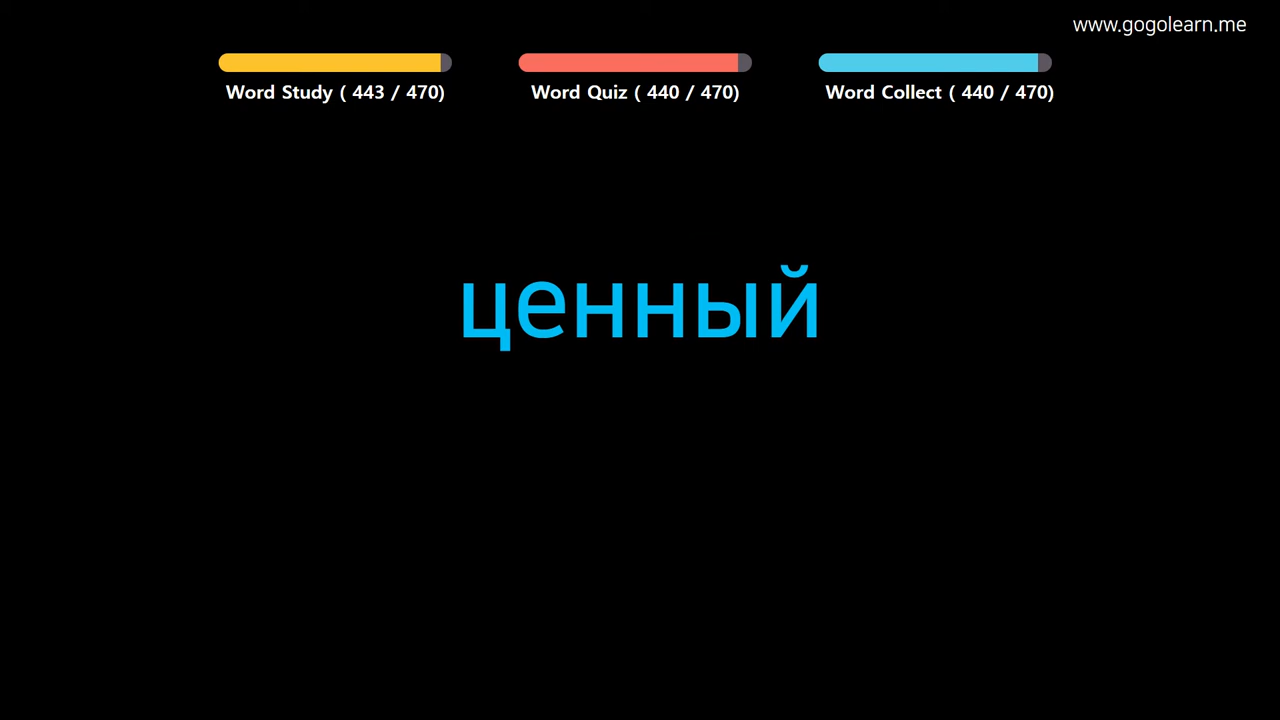 www.gogolearn.me
Word Study ( 443 / 470)
Word Quiz ( 440 / 470)
Word Collect ( 440 / 470)
ценный